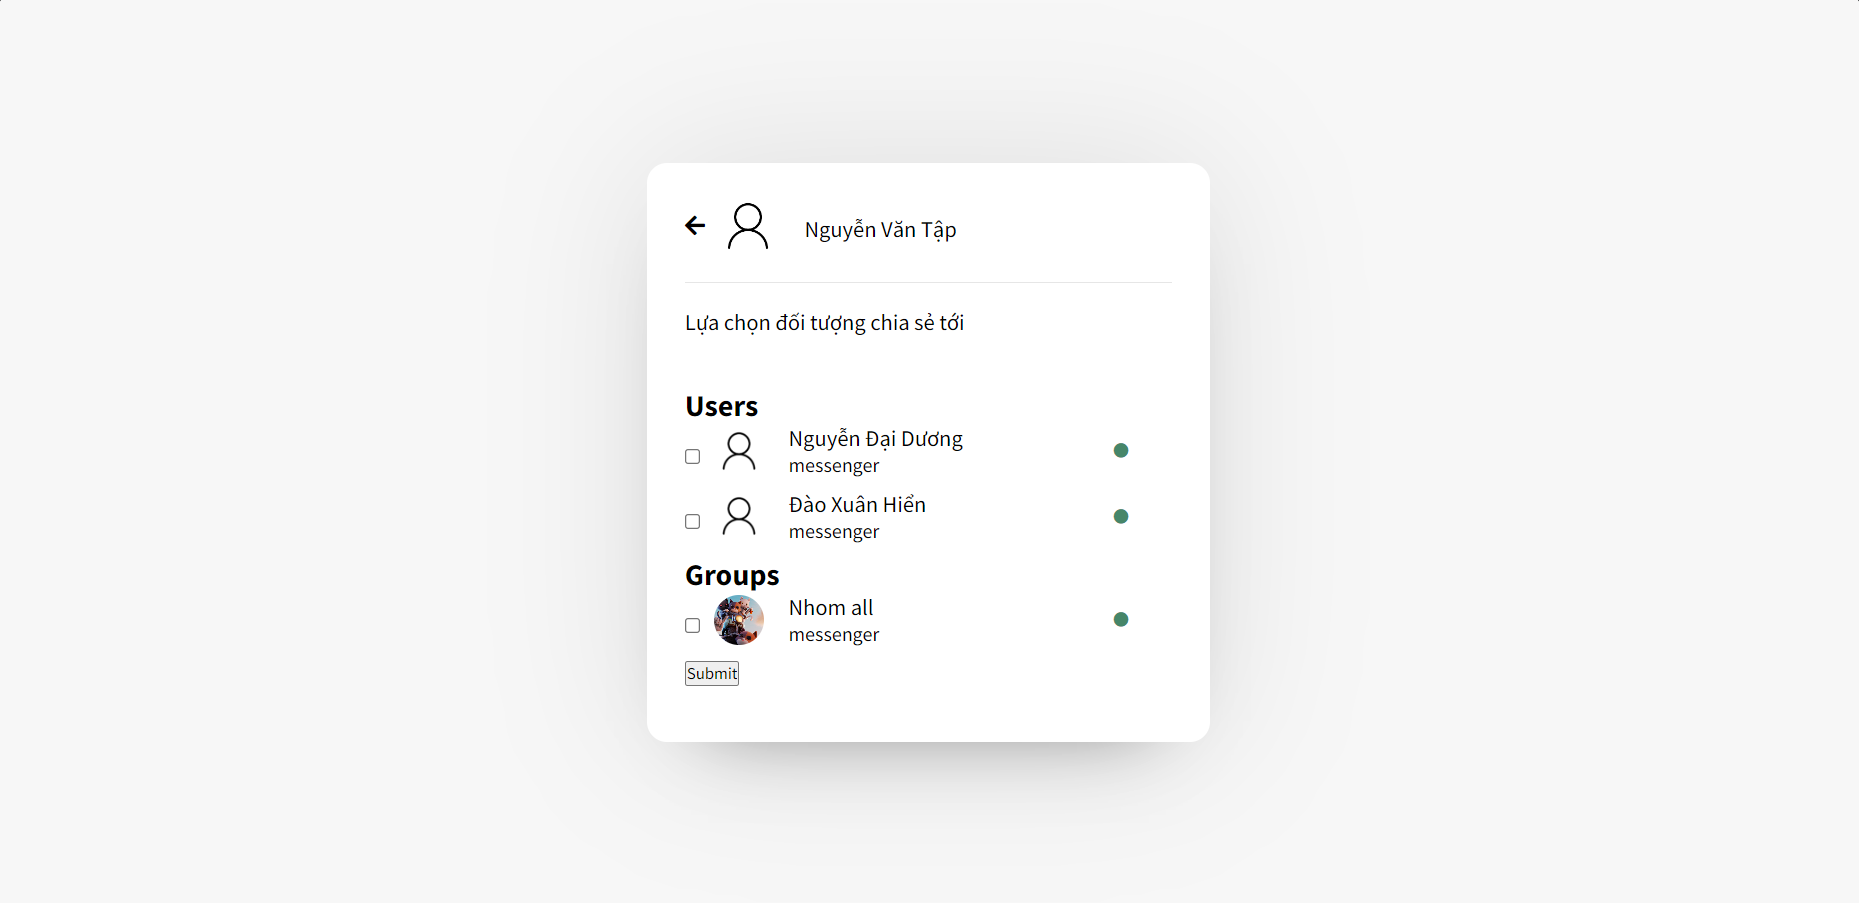 Nguyễn Văn Tập
Lựa chọn đối tượng chia sẻ tới
Users
Nguyễn Đại Dương
messenger
Đào Xuân Hiển
messenger
Groups
Nhom all
messenger
Submit